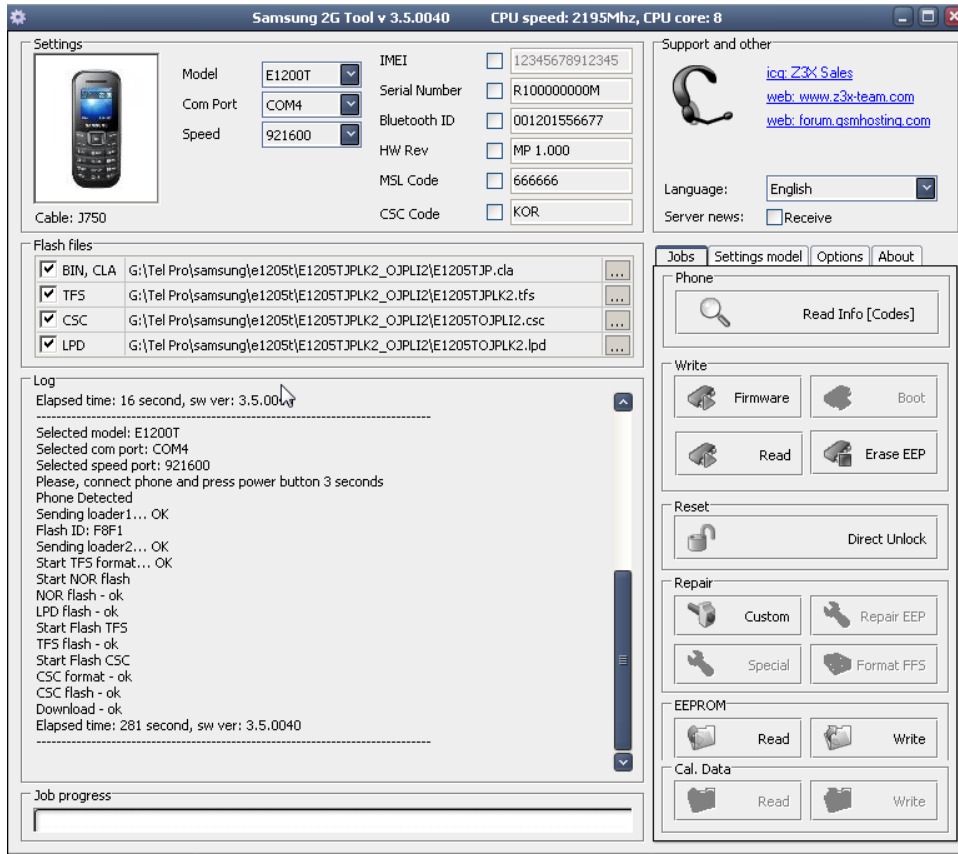 Samsung 2G Tool v 3.5.0040 CPU speed: 2195Mhz, CPU core: 8
Settings
Model E1200T
Com Port COM4
Speed 921600
Cable: J750
IMEI 12345678912345
Serial Number R100000000M
Bluetooth ID 001201556677
HW Rev MP 1.000
MSL Code 666666
CSC Code KOR
Support and other
icq: Z3X Sales
web: www.z3x-team.com
web: forum.gsmhosting.com
Language: English
Server news: Receive
Flash files
BIN, CLA G:\Tel Pro\samsung\e1205t\E1205TJPLK2_OJPLI2\E1205TJP.cla ...
TFS G:\Tel Pro\samsung\e1205t\E1205TJPLK2_OJPLI2\E1205TJPLK2.tfs ...
CSC G:\Tel Pro\samsung\e1205t\E1205TJPLK2_OJPLI2\E1205TOJPLI2.csc ...
LPD G:\Tel Pro\samsung\e1205t\E1205TJPLK2_OJPLI2\E1205TOJPLK2.lpd ...
Log
Elapsed time: 16 second, sw ver: 3.5.0040
Selected model: E1200T
Selected com port: COM4
Selected speed port: 921600
Please, connect phone and press power button 3 seconds
Phone Detected
Sending loader1... OK
Flash ID: F8F1
Sending loader2... OK
Start TFS format... OK
Start NOR flash
NOR flash - ok
LPD flash - ok
Start Flash TFS
TFS flash - ok
Start Flash CSC
CSC format - ok
CSC flash - ok
Download - ok
Elapsed time: 281 second, sw ver: 3.5.0040
Job progress
Jobs Settings model Options About
Phone
Read Info [Codes]
Write
Firmware Boot
Read Erase EEP
Reset
Direct Unlock
Repair
Custom Repair EEP
Special Format FFS
EEPROM
Read Write
Cal. Data
Read Write